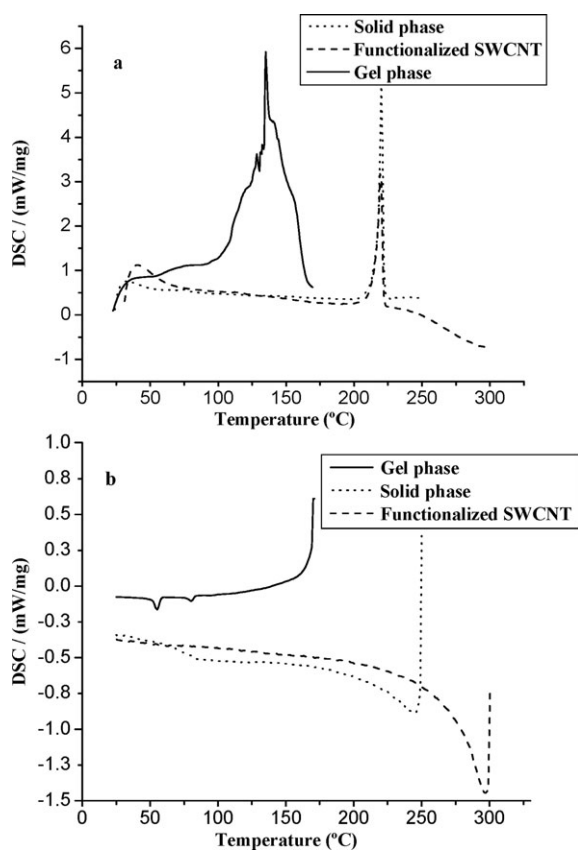 a
Solid phase
Functionalized SWCNT
Gel phase
DSC / (mW/mg)
6
5
4
3
2
1
0
-1
0 50 100 150 200 250 300
Temperature (ºC)
b
Gel phase
Solid phase
Functionalized SWCNT
DSC / (mW/mg)
1.0
0.8
0.5
0.3
0.0
-0.3
-0.5
-0.8
-1.0
-1.3
-1.5
0 50 100 150 200 250 300
Temperature (ºC)